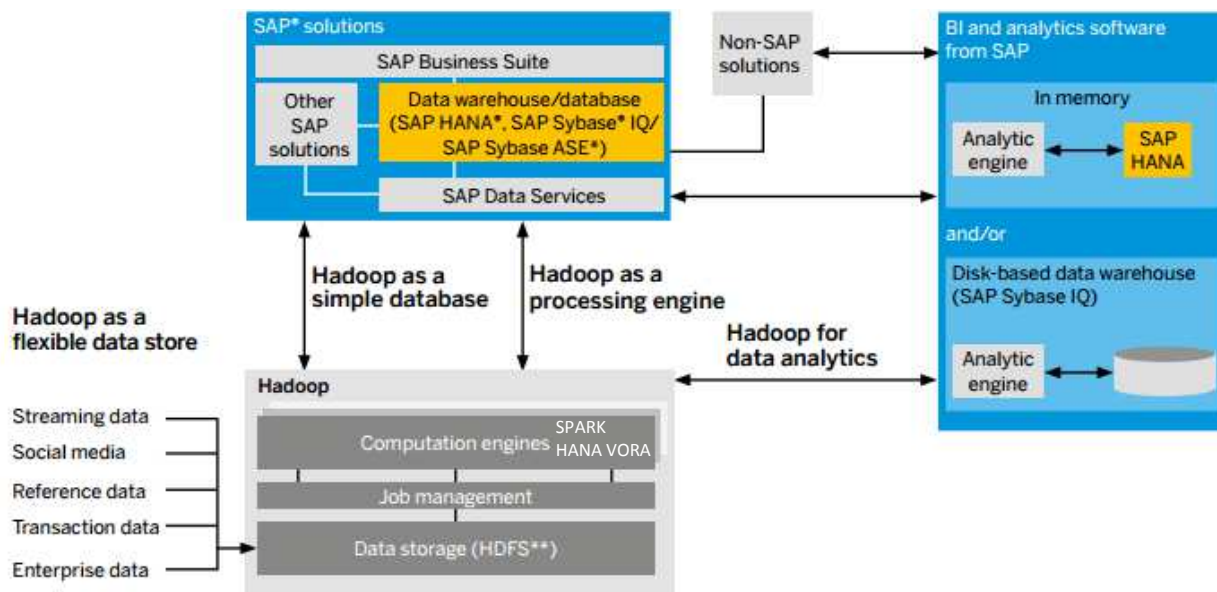 SAP® solutions
SAP Business Suite
Other
SAP
solutions
Data warehouse/database
(SAP HANA®, SAP Sybase® IQ/
SAP Sybase ASE*)
SAP Data Services
Non-SAP
solutions
BI and analytics software
from SAP
In memory
Analytic
engine
SAP
HANA
and/or
Disk-based data warehouse
(SAP Sybase IQ)
Analytic
engine
Hadoop as a
simple database
Hadoop as a
processing engine
Hadoop as a
flexible data store
Hadoop for
data analytics
Streaming data
Social media
Reference data
Transaction data
Enterprise data
Hadoop
Computation engines
SPARK
HANA VORA
Job management
Data storage (HDFS**)